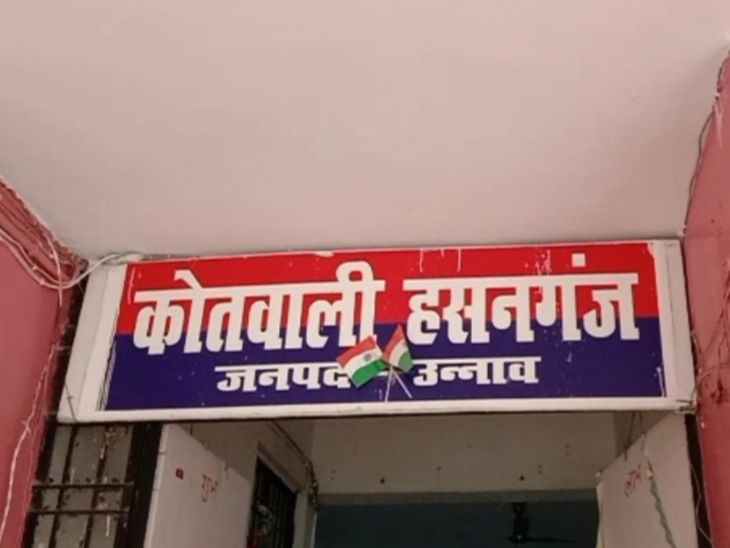 कोतवाली हसनगंज
जनपद उन्नाव
शुभ
लाभ